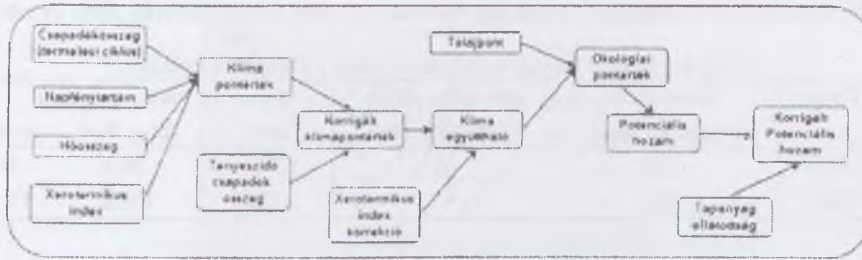 Csapadékösszeg
(termelési ciklus)
Napfénytartam
Hőösszeg
Xerotermikus
index
Klíma
pontérték
Tenyészidő
csapadék
összeg
Korrigált
klímapontérték
Xerotermikus
index
korrekció
Klíma
együttható
Talajpont
Ökológiai
pontérték
Potenciális
hozam
Korrigált
Potenciális
hozam
Tápanyag
ellátottság